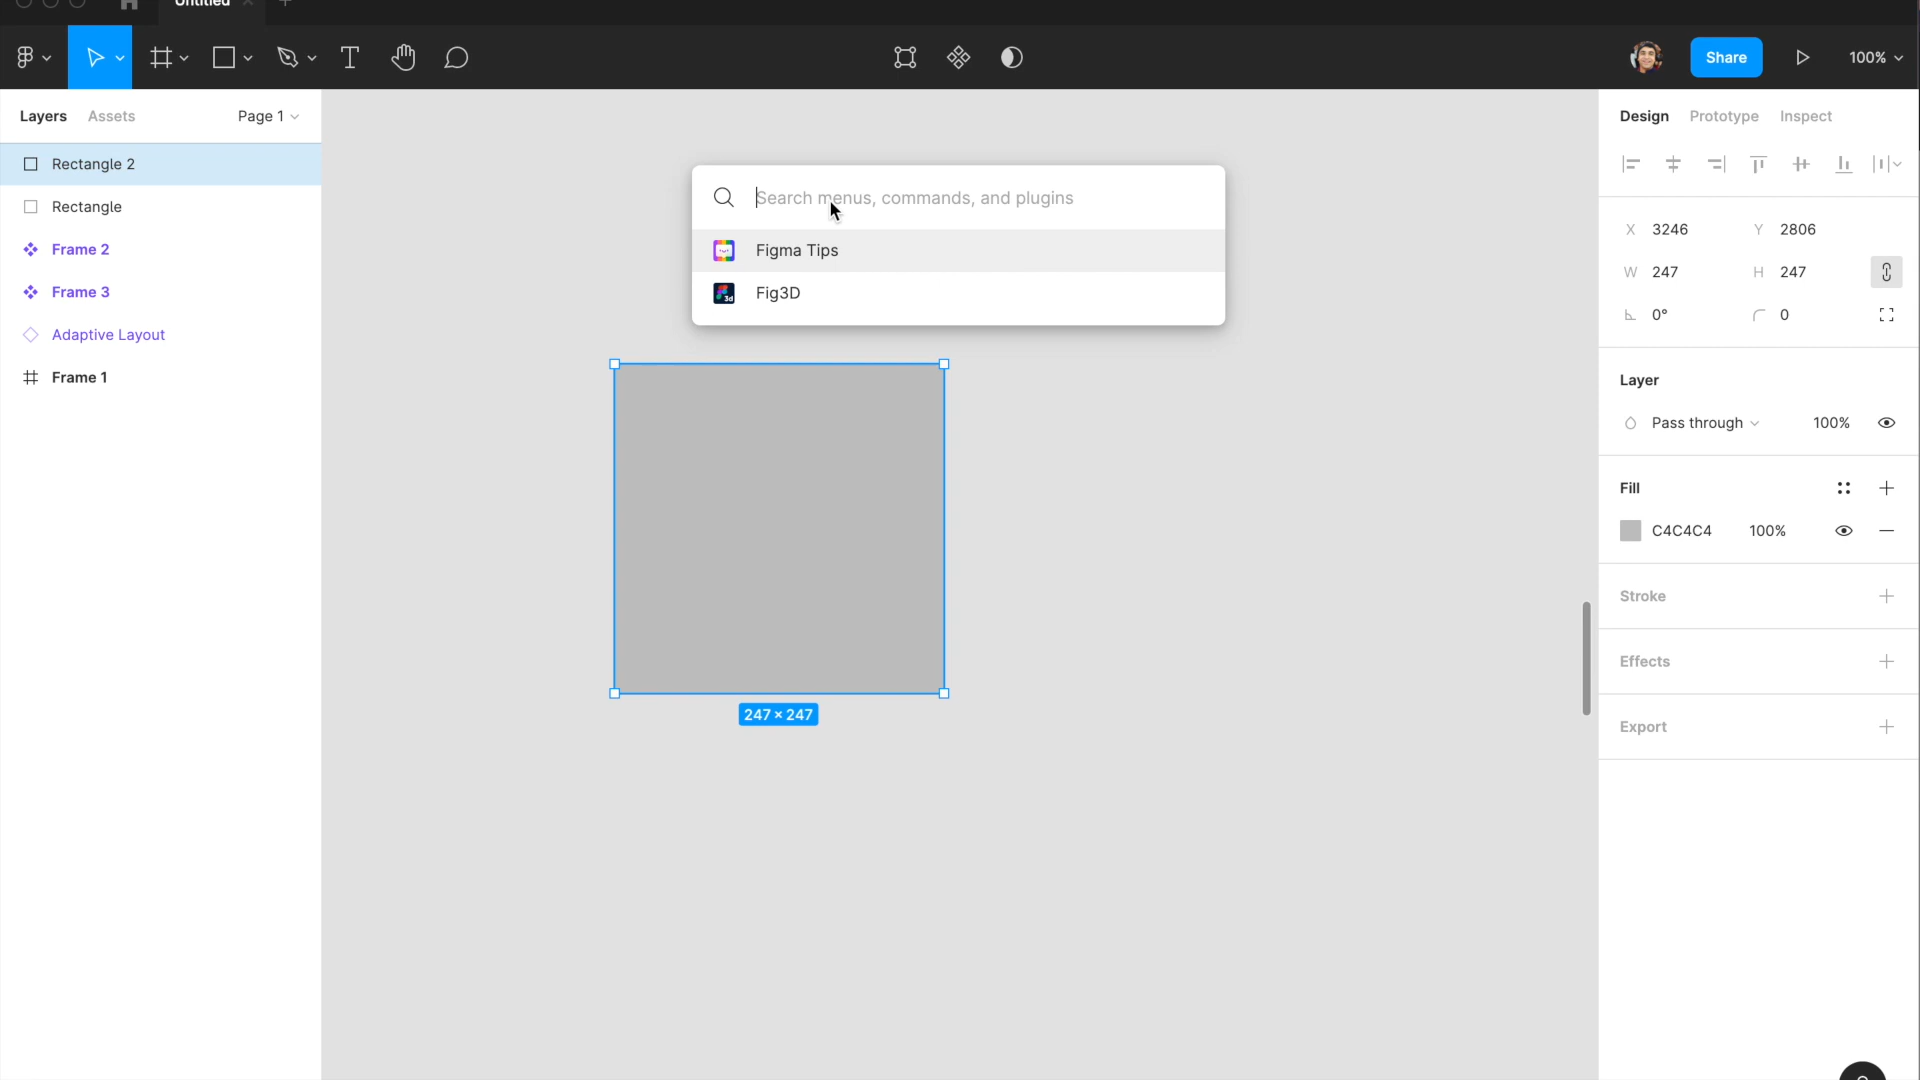 Untitled
Share
100%
Layers
Assets
Page 1
Rectangle 2
Rectangle
Frame 2
Frame 3
Adaptive Layout
Frame 1
Search menus, commands, and plugins
Figma Tips
3d
Fig3D
247 × 247
Design
Prototype
Inspect
X 3246
Y 2806
W 247
H 247
0°
0
Layer
Pass through
100%
Fill
C4C4C4
100%
Stroke
Effects
Export